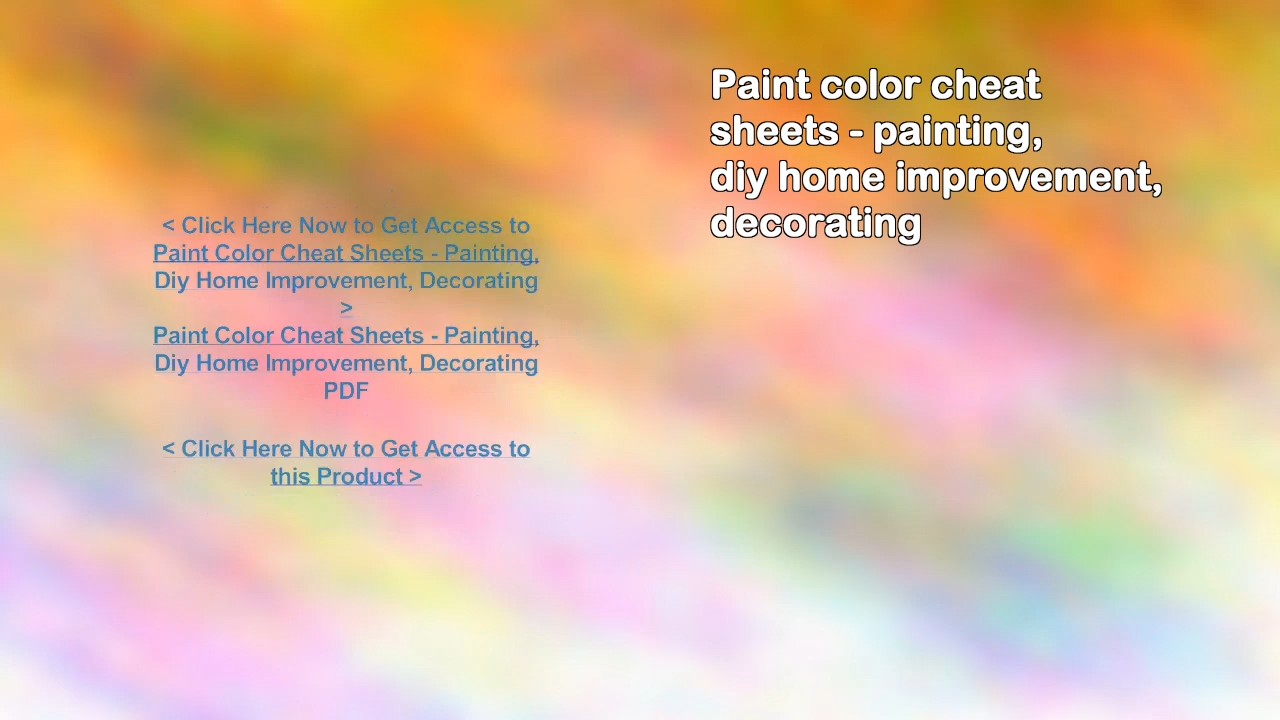 Paint color cheat
sheets - painting,
diy home improvement,
decorating
< Click Here Now to Get Access to
Paint Color Cheat Sheets - Painting,
Diy Home Improvement, Decorating
>
Paint Color Cheat Sheets - Painting,
Diy Home Improvement, Decorating
PDF
< Click Here Now to Get Access to
this Product >